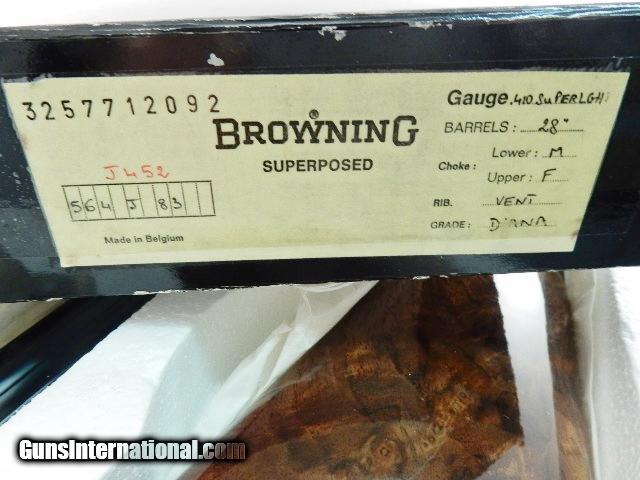 3257712092
BROWNING
SUPERPOSED
J452
564 J 83
Made in Belgium
Gauge .410 SUPERLGHT
BARRELS : 28"
Choke : Lower : M
Upper : F
RIB. VENT
GRADE : DIANA
GunsInternational.com